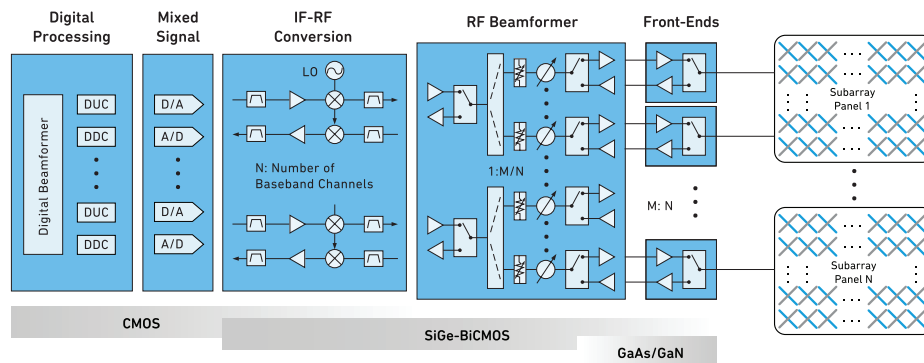 Digital
Processing
Mixed
Signal
IF-RF
Conversion
RF Beamformer
Front-Ends
Digital Beamformer
DUC
DDC
DUC
DDC
D/A
A/D
D/A
A/D
LO
N: Number of
Baseband Channels
1:M/N
M: N
Subarray
Panel 1
Subarray
Panel N
CMOS
SiGe-BiCMOS
GaAs/GaN